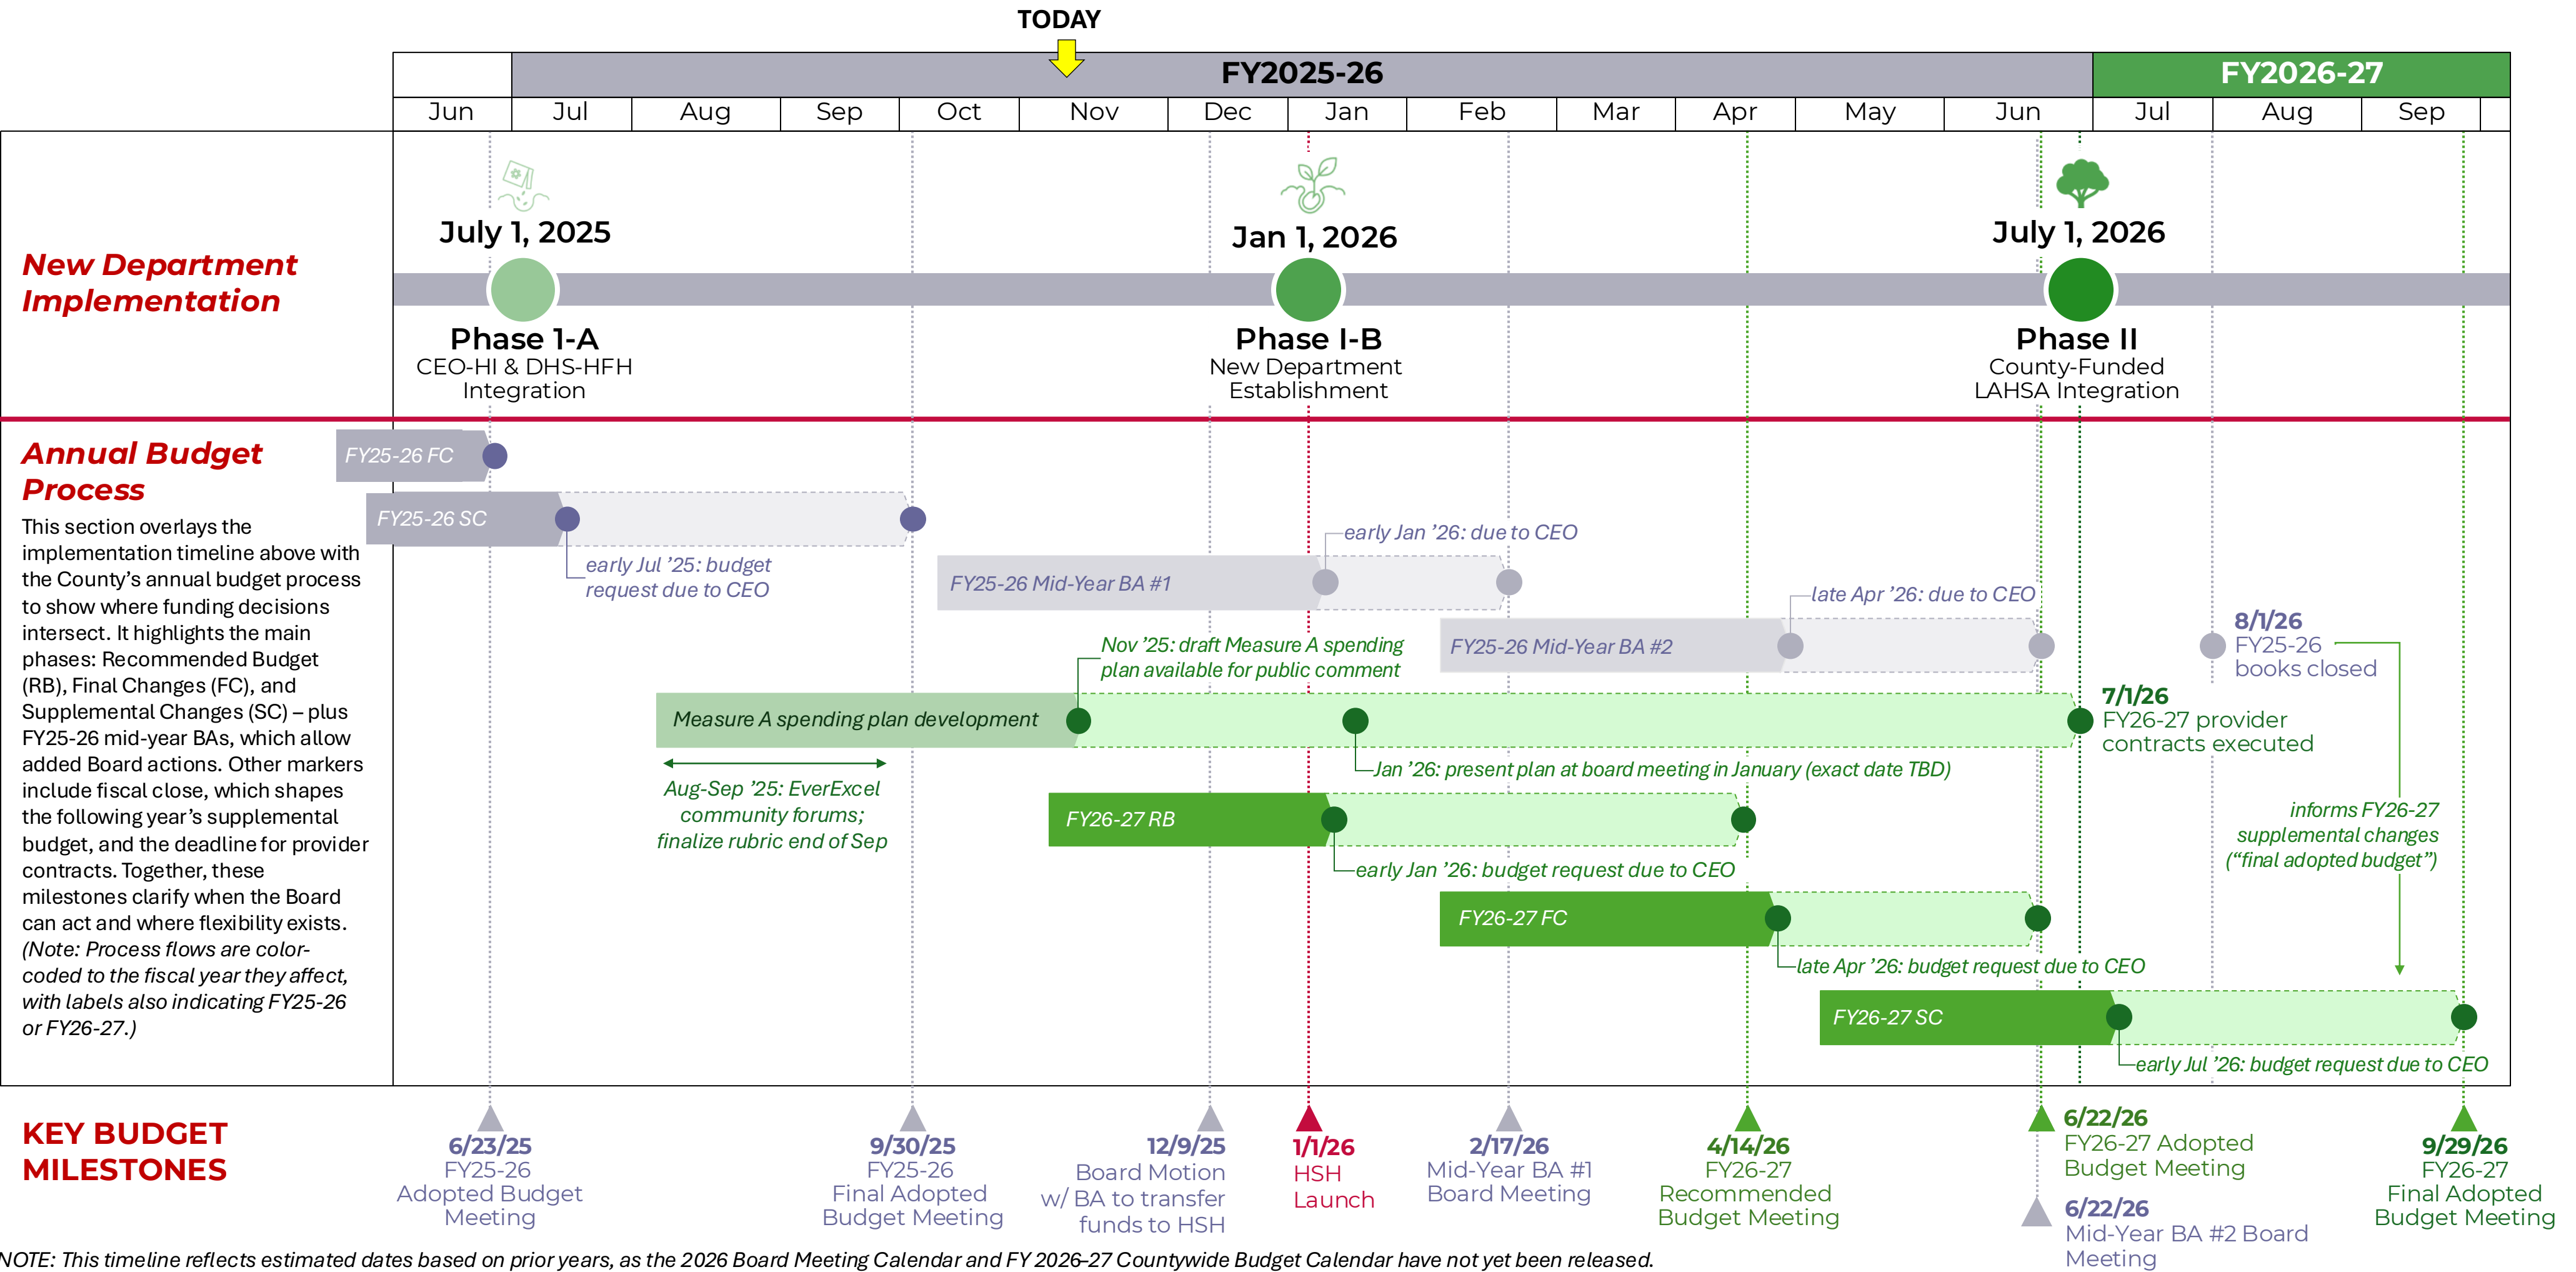 TODAY
FY2025-26
FY2026-27
Jun
Jul
Aug
Sep
Oct
Nov
Dec
Jan
Feb
Mar
Apr
May
Jun
Jul
Aug
Sep
New Department
Implementation
July 1, 2025
Phase 1-A
CEO-HI & DHS-HFH
Integration
Jan 1, 2026
Phase I-B
New Department
Establishment
July 1, 2026
Phase II
County-Funded
LAHSA Integration
Annual Budget
Process
This section overlays the
implementation timeline above with
the County’s annual budget process
to show where funding decisions
intersect. It highlights the main
phases: Recommended Budget
(RB), Final Changes (FC), and
Supplemental Changes (SC) – plus
FY25-26 mid-year BAs, which allow
added Board actions. Other markers
include fiscal close, which shapes
the following year’s supplemental
budget, and the deadline for provider
contracts. Together, these
milestones clarify when the Board
can act and where flexibility exists.
(Note: Process flows are color-
coded to the fiscal year they affect,
with labels also indicating FY25-26
or FY26-27.)
FY25-26 FC
FY25-26 SC
early Jul ’25: budget
request due to CEO
early Jan ’26: due to CEO
FY25-26 Mid-Year BA #1
late Apr ’26: due to CEO
FY25-26 Mid-Year BA #2
8/1/26
FY25-26
books closed
Nov ’25: draft Measure A spending
plan available for public comment
Measure A spending plan development
7/1/26
FY26-27 provider
contracts executed
Jan ’26: present plan at board meeting in January (exact date TBD)
Aug-Sep ’25: EverExcel
community forums;
finalize rubric end of Sep
FY26-27 RB
early Jan ’26: budget request due to CEO
informs FY26-27
supplemental changes
(“final adopted budget”)
FY26-27 FC
late Apr ’26: budget request due to CEO
FY26-27 SC
early Jul ’26: budget request due to CEO
KEY BUDGET
MILESTONES
6/23/25
FY25-26
Adopted Budget
Meeting
9/30/25
FY25-26
Final Adopted
Budget Meeting
12/9/25
Board Motion
w/ BA to transfer
funds to HSH
1/1/26
HSH
Launch
2/17/26
Mid-Year BA #1
Board Meeting
4/14/26
FY26-27
Recommended
Budget Meeting
6/22/26
FY26-27 Adopted
Budget Meeting
6/22/26
Mid-Year BA #2 Board
Meeting
9/29/26
FY26-27
Final Adopted
Budget Meeting
NOTE: This timeline reflects estimated dates based on prior years, as the 2026 Board Meeting Calendar and FY 2026–27 Countywide Budget Calendar have not yet been released.